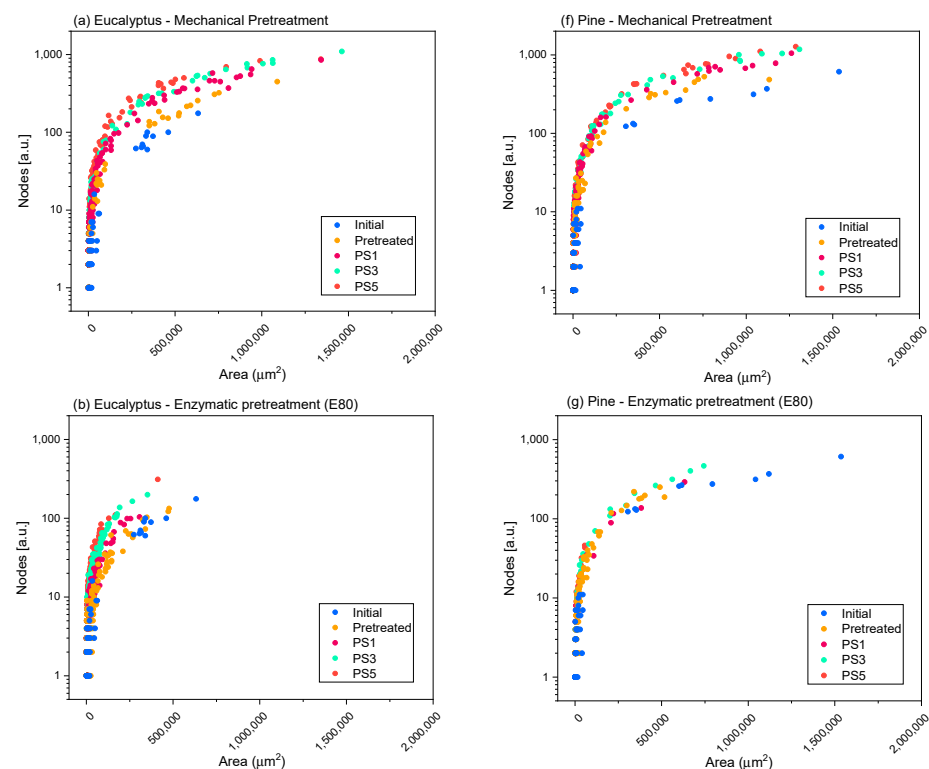 (a) Eucalyptus - Mechanical Pretreatment
1,000
100
10
1
Nodes [a.u.]
Initial
Pretreated
PS1
PS3
PS5
0
500,000
1,000,000
1,500,000
2,000,000
Area (μm²)
(f) Pine - Mechanical Pretreatment
1,000
100
10
1
Nodes [a.u.]
Initial
Pretreated
PS1
PS3
PS5
0
500,000
1,000,000
1,500,000
2,000,000
Area (μm²)
(b) Eucalyptus - Enzymatic pretreatment (E80)
1,000
100
10
1
Nodes [a.u.]
Initial
Pretreated
PS1
PS3
PS5
0
500,000
1,000,000
1,500,000
2,000,000
Area (μm²)
(g) Pine - Enzymatic pretreatment (E80)
1,000
100
10
1
Nodes [a.u.]
Initial
Pretreated
PS1
PS3
PS5
0
500,000
1,000,000
1,500,000
2,000,000
Area (μm²)